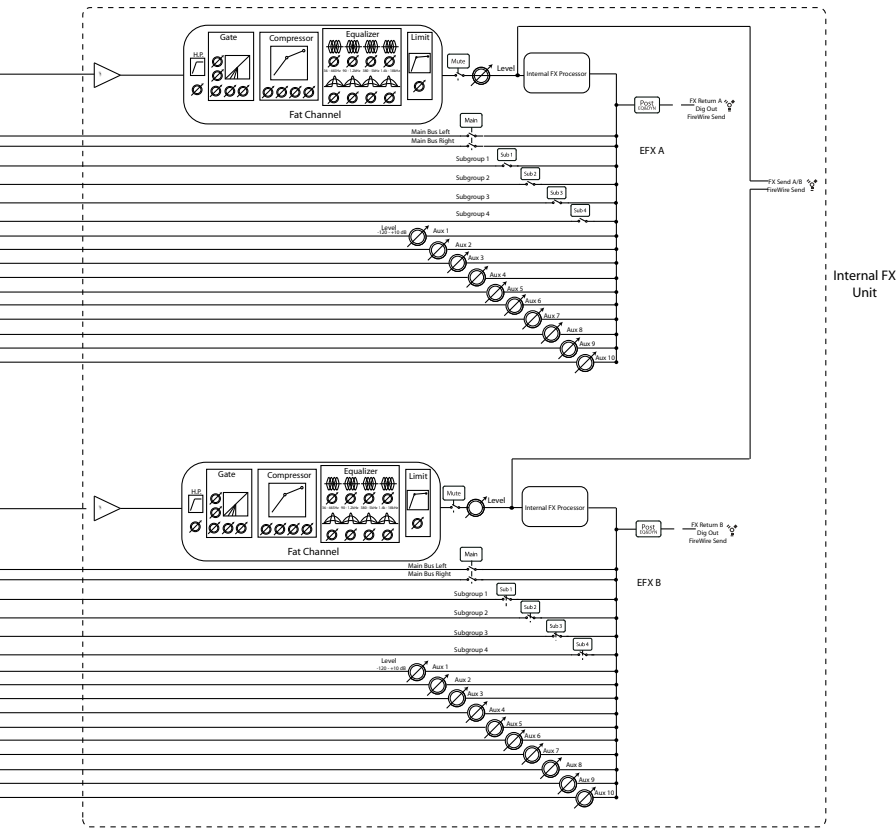 Gate
Compressor
Equalizer
Limit
H.P.
Fat Channel
Mute
Level
Internal FX Processor
Post
EQ&DYN
FX Return A
Dig Out
FireWire Send
Main
Main Bus Left
Main Bus Right
EFX A
Subgroup 1
Sub 1
Subgroup 2
Sub 2
FX Send A/B
FireWire Send
Subgroup 3
Sub 3
Subgroup 4
Sub 4
Level
-120 - +10 dB
Aux 1
Aux 2
Aux 3
Aux 4
Aux 5
Aux 6
Aux 7
Aux 8
Aux 9
Aux 10
Internal FX
Unit
Gate
Compressor
Equalizer
Limit
H.P.
Fat Channel
Mute
Level
Internal FX Processor
Post
EQ&DYN
FX Return B
Dig Out
FireWire Send
Main
Main Bus Left
Main Bus Right
EFX B
Subgroup 1
Sub 1
Subgroup 2
Sub 2
Subgroup 3
Sub 3
Subgroup 4
Sub 4
Level
-120 - +10 dB
Aux 1
Aux 2
Aux 3
Aux 4
Aux 5
Aux 6
Aux 7
Aux 8
Aux 9
Aux 10